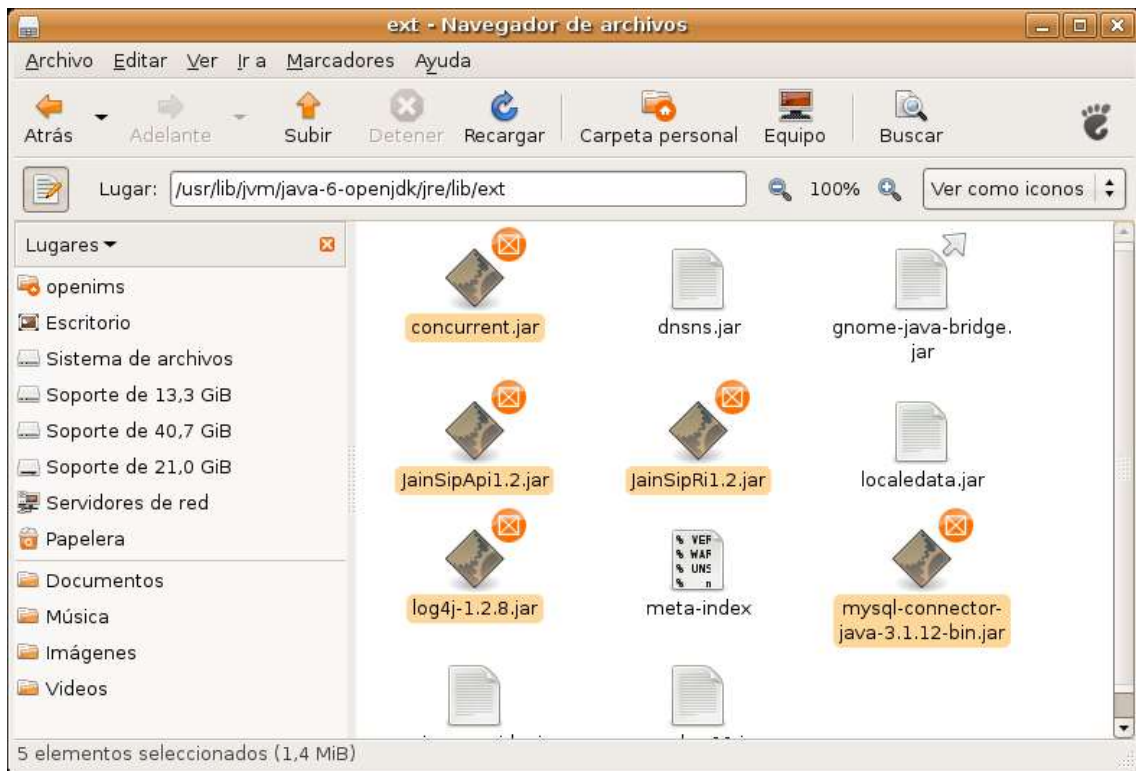 ext - Navegador de archivos
Archivo Editar Ver Ir a Marcadores Ayuda
Atrás Adelante Subir Detener Recargar Carpeta personal Equipo Buscar
Lugar: /usr/lib/jvm/java-6-openjdk/jre/lib/ext 100% Ver como iconos
Lugares
openims
Escritorio
Sistema de archivos
Soporte de 13,3 GiB
Soporte de 40,7 GiB
Soporte de 21,0 GiB
Servidores de red
Papelera
Documentos
Música
Imágenes
Videos
concurrent.jar
dnsns.jar
gnome-java-bridge.
jar
JainSipApi1.2.jar
JainSipRi1.2.jar
localedata.jar
log4j-1.2.8.jar
% VER
% WAR
% UNS
% n
meta-index
mysql-connector-
java-3.1.12-bin.jar
5 elementos seleccionados (1,4 MiB)